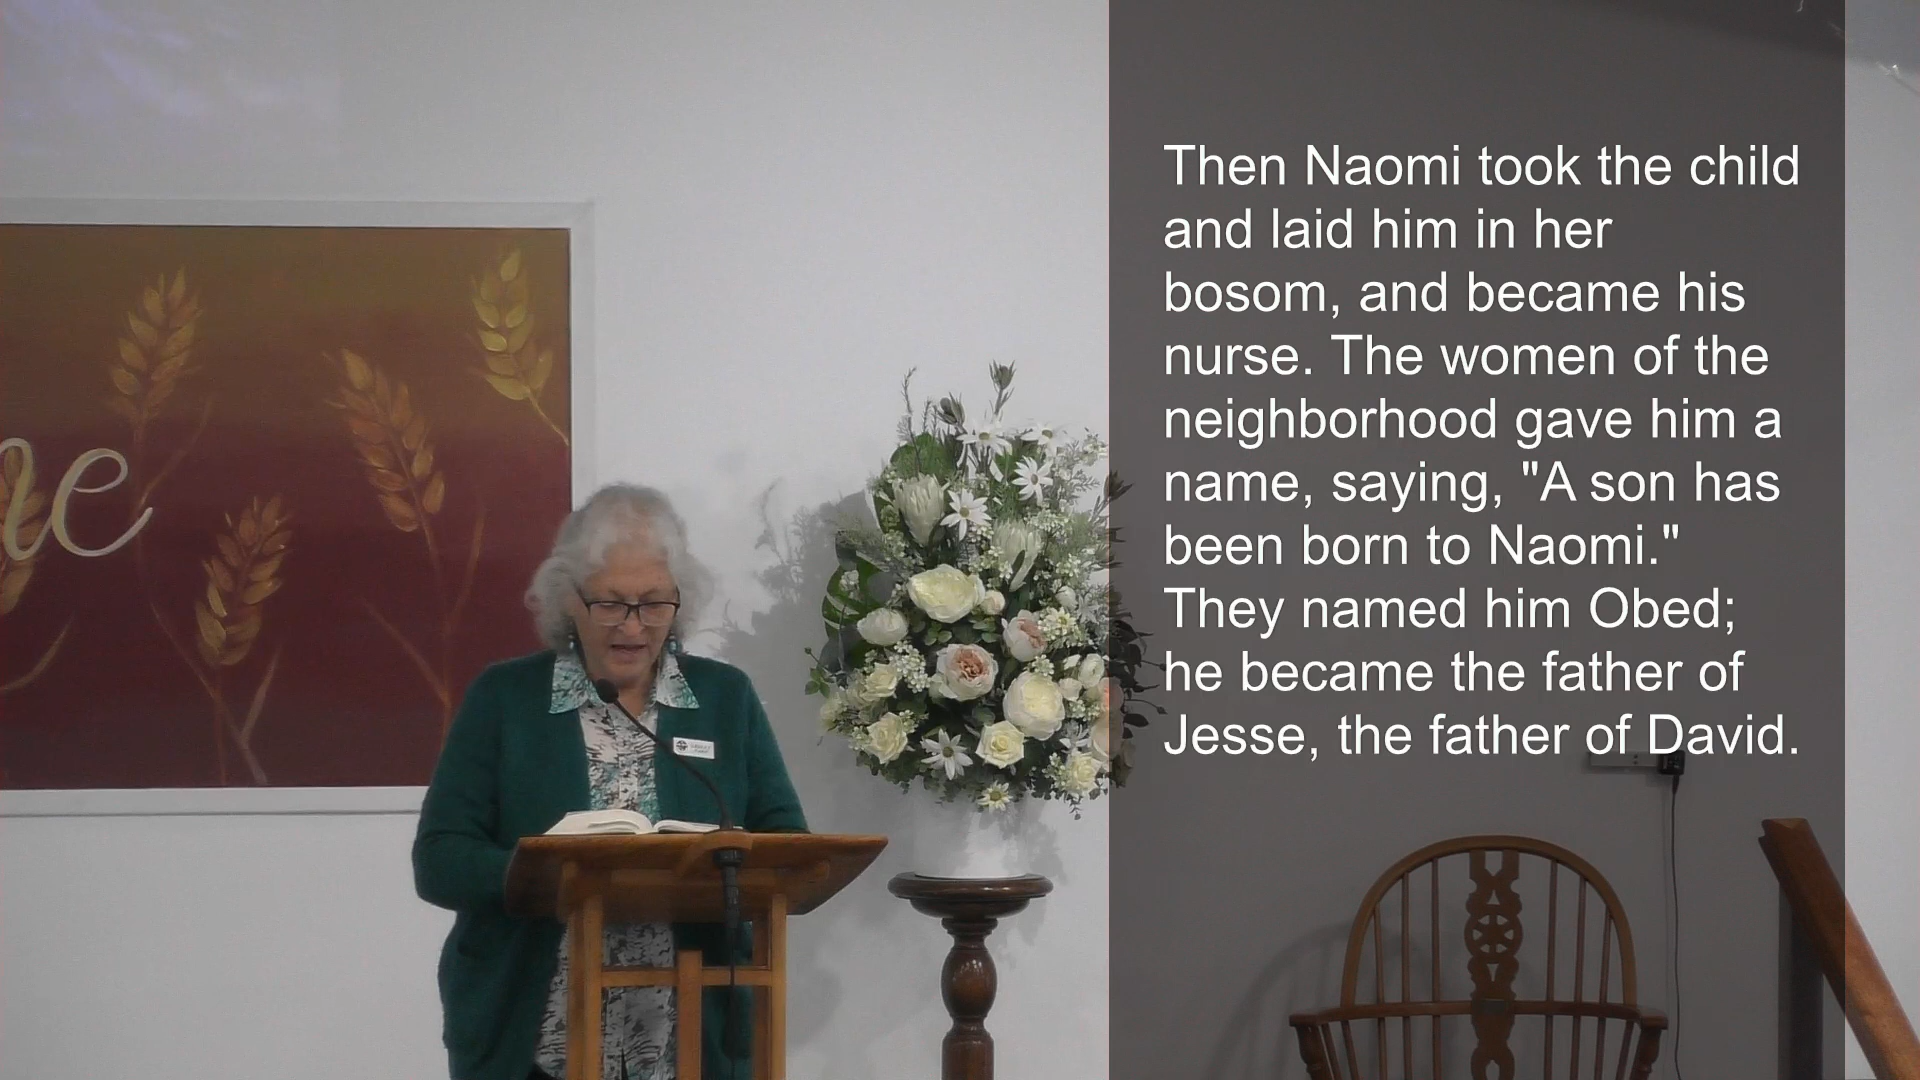 Then Naomi took the child
and laid him in her
bosom, and became his
nurse. The women of the
neighborhood gave him a
name, saying, "A son has
been born to Naomi."
They named him Obed;
he became the father of
Jesse, the father of David.